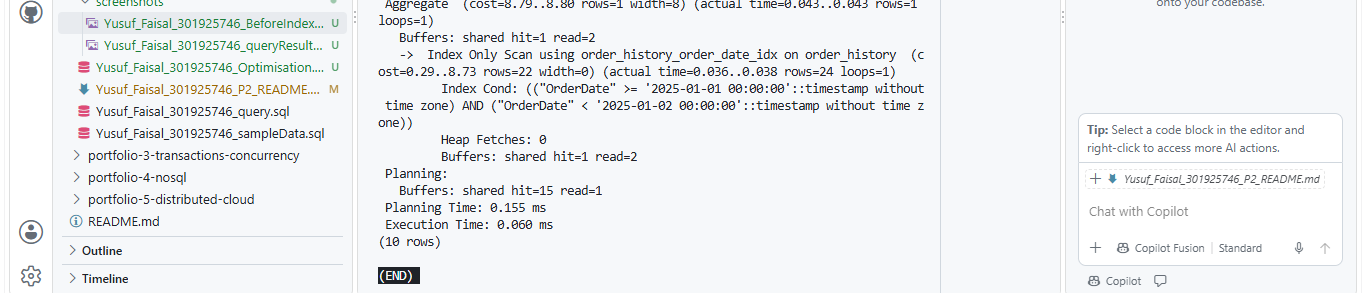 screenshots
Yusuf_Faisal_301925746_BeforeIndex... U
Yusuf_Faisal_301925746_queryResult... U
Yusuf_Faisal_301925746_Optimisation.... U
Yusuf_Faisal_301925746_P2_README.... M
Yusuf_Faisal_301925746_query.sql
Yusuf_Faisal_301925746_sampleData.sql
portfolio-3-transactions-concurrency
portfolio-4-nosql
portfolio-5-distributed-cloud
README.md
Outline
Timeline
Aggregate  (cost=8.79..8.80 rows=1 width=8) (actual time=0.043..0.043 rows=1
loops=1)
Buffers: shared hit=1 read=2
->  Index Only Scan using order_history_order_date_idx on order_history  (c
ost=0.29..8.73 rows=22 width=0) (actual time=0.036..0.038 rows=24 loops=1)
Index Cond: (("OrderDate" >= '2025-01-01 00:00:00'::timestamp without
time zone) AND ("OrderDate" < '2025-01-02 00:00:00'::timestamp without time z
one))
Heap Fetches: 0
Buffers: shared hit=1 read=2
Planning:
Buffers: shared hit=15 read=1
Planning Time: 0.155 ms
Execution Time: 0.060 ms
(10 rows)
(END)
onto your codebase.
Tip: Select a code block in the editor and
right-click to access more AI actions.
Yusuf_Faisal_301925746_P2_README.md
Chat with Copilot
Copilot Fusion | Standard
Copilot